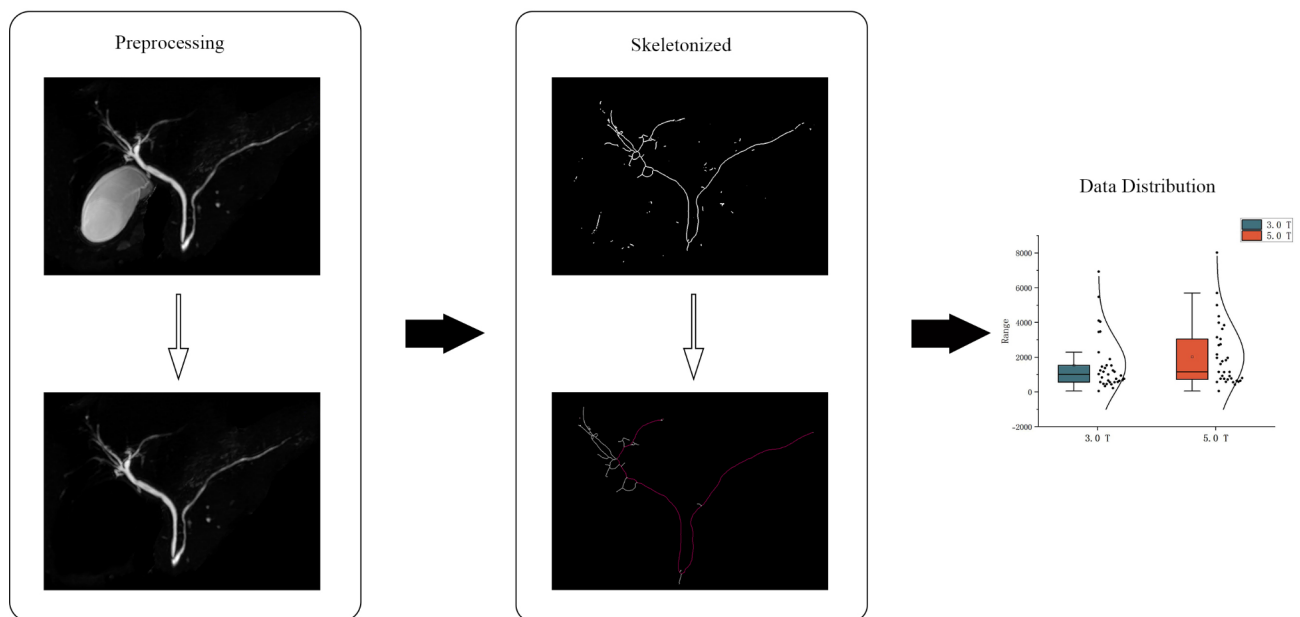 Preprocessing
Skeletonized
Data Distribution
3.0 T
5.0 T
8000
6000
4000
2000
0
-2000
Range
3.0 T
5.0 T